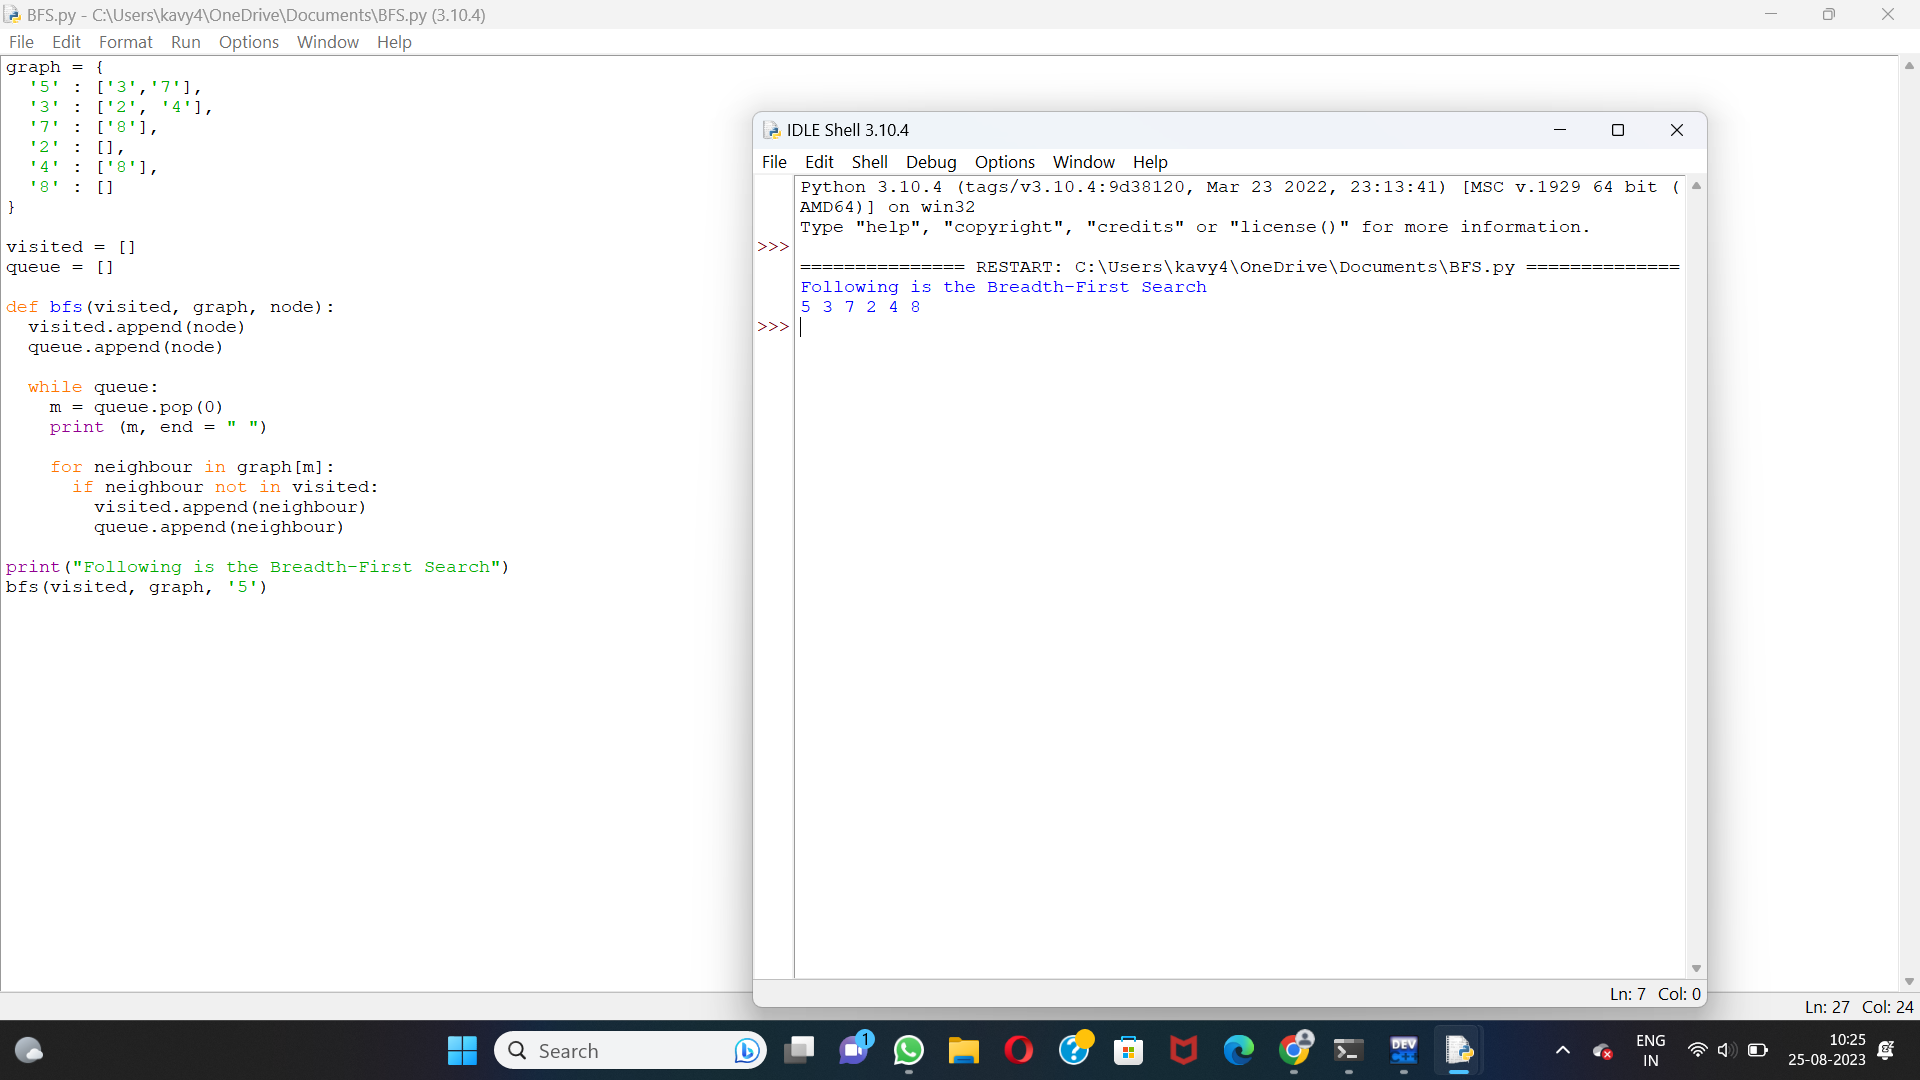 BFS.py - C:\Users\kavy4\OneDrive\Documents\BFS.py (3.10.4)
File Edit Format Run Options Window Help
graph = {
  '5' : ['3','7'],
  '3' : ['2', '4'],
  '7' : ['8'],
  '2' : [],
  '4' : ['8'],
  '8' : []
}

visited = []
queue = []

def bfs(visited, graph, node):
  visited.append(node)
  queue.append(node)

  while queue:
    m = queue.pop(0)
    print (m, end = " ")

    for neighbour in graph[m]:
      if neighbour not in visited:
        visited.append(neighbour)
        queue.append(neighbour)

print("Following is the Breadth-First Search")
bfs(visited, graph, '5')
IDLE Shell 3.10.4
File Edit Shell Debug Options Window Help
Python 3.10.4 (tags/v3.10.4:9d38120, Mar 23 2022, 23:13:41) [MSC v.1929 64 bit (
AMD64)] on win32
Type "help", "copyright", "credits" or "license()" for more information.
>>>
=============== RESTART: C:\Users\kavy4\OneDrive\Documents\BFS.py ==============
Following is the Breadth-First Search
5 3 7 2 4 8
>>>
Ln: 7 Col: 0
Ln: 27 Col: 24
Search
1
DEV
C++
ENG
IN
10:25
25-08-2023